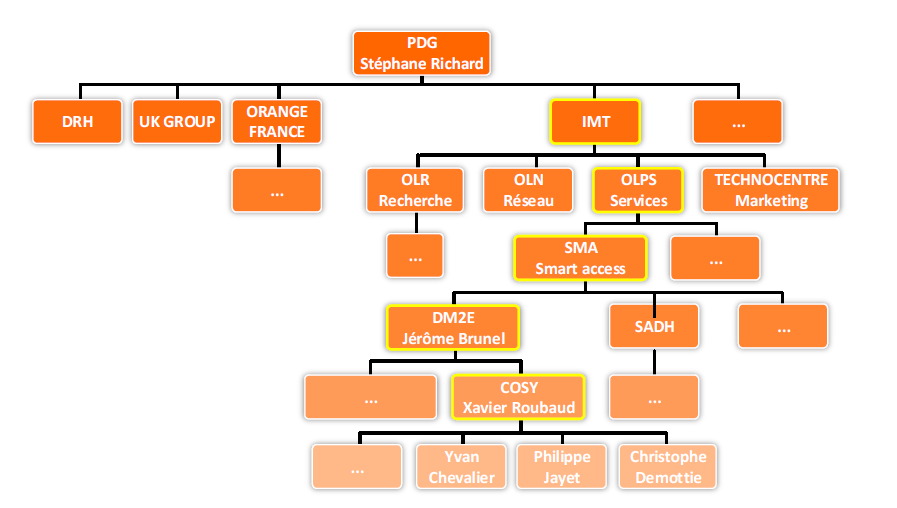 PDG
Stéphane Richard
DRH
UK GROUP
ORANGE
FRANCE
IMT
...
...
OLR
Recherche
OLN
Réseau
OLPS
Services
TECHNOCENTRE
Marketing
...
SMA
Smart access
...
DM2E
Jérôme Brunel
SADH
...
...
COSY
Xavier Roubaud
...
...
Yvan
Chevalier
Philippe
Jayet
Christophe
Demottie